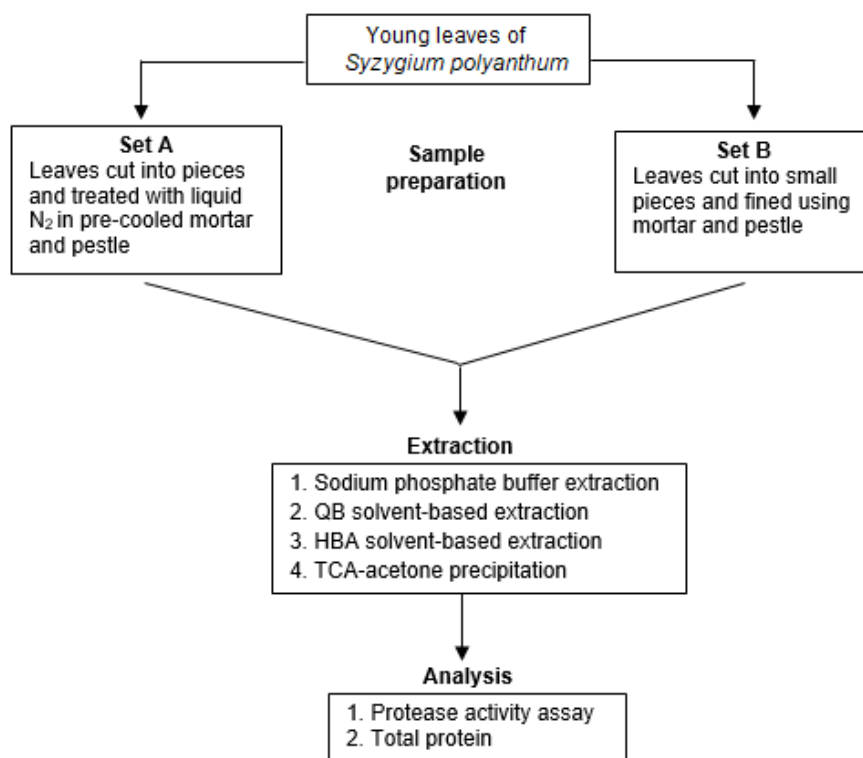 Young leaves of
Syzygium polyanthum
Set A
Leaves cut into pieces
and treated with liquid
N₂ in pre-cooled mortar
and pestle
Sample
preparation
Set B
Leaves cut into small
pieces and fined using
mortar and pestle
Extraction
1. Sodium phosphate buffer extraction
2. QB solvent-based extraction
3. HBA solvent-based extraction
4. TCA-acetone precipitation
Analysis
1. Protease activity assay
2. Total protein